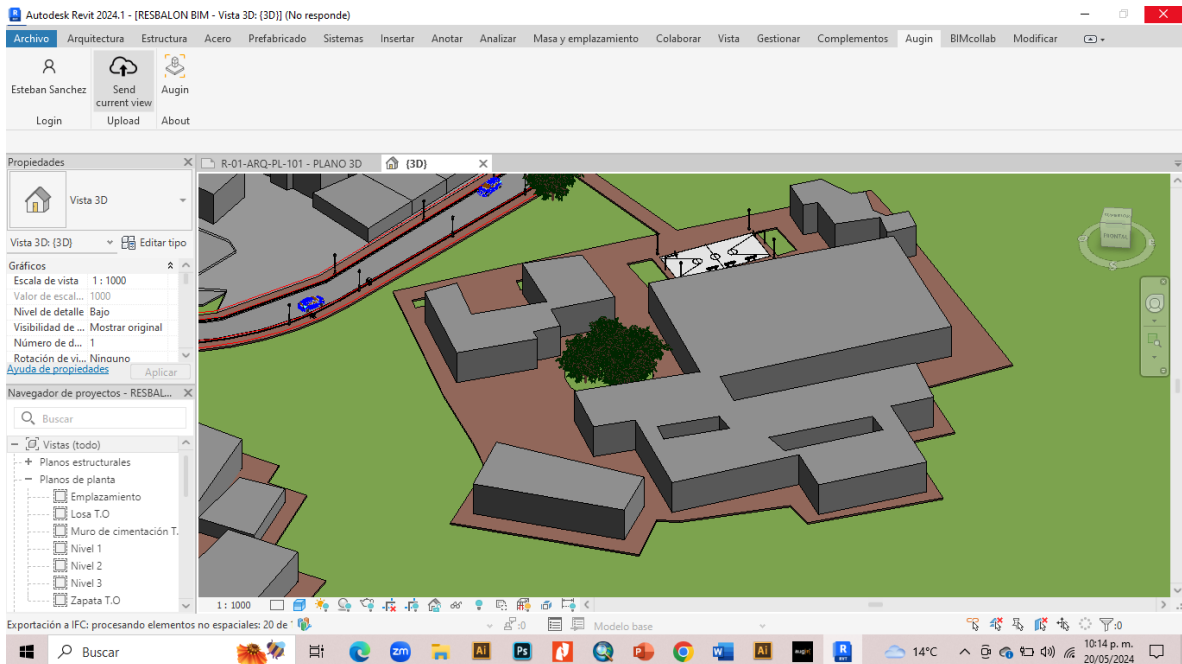 Autodesk Revit 2024.1 - [RESBALON BIM - Vista 3D: {3D}] (No responde)
Archivo Arquitectura Estructura Acero Prefabricado Sistemas Insertar Anotar Analizar Masa y emplazamiento Colaborar Vista Gestionar Complementos Augin BIMcollab Modificar
Esteban Sanchez Send current view Augin
Login Upload About
Propiedades
R-01-ARQ-PL-101 - PLANO 3D {3D}
Vista 3D
Vista 3D: {3D} Editar tipo
Gráficos
Escala de vista 1 : 1000
Valor de escal... 1000
Nivel de detalle Bajo
Visibilidad de ... Mostrar original
Número de d... 1
Rotación de vi... Ninguno
Ayuda de propiedades Aplicar
Navegador de proyectos - RESBAL...
Buscar
Vistas (todo)
Planos estructurales
Planos de planta
Emplazamiento
Losa T.O
Muro de cimentación T.
Nivel 1
Nivel 2
Nivel 3
Zapata T.O
FRONTAL
1 : 1000
Exportación a IFC: procesando elementos no espaciales: 20 de :0 Modelo base :0
Buscar zm Ai Ps P W Ai augin R 14°C 10:14 p. m.
20/05/2024